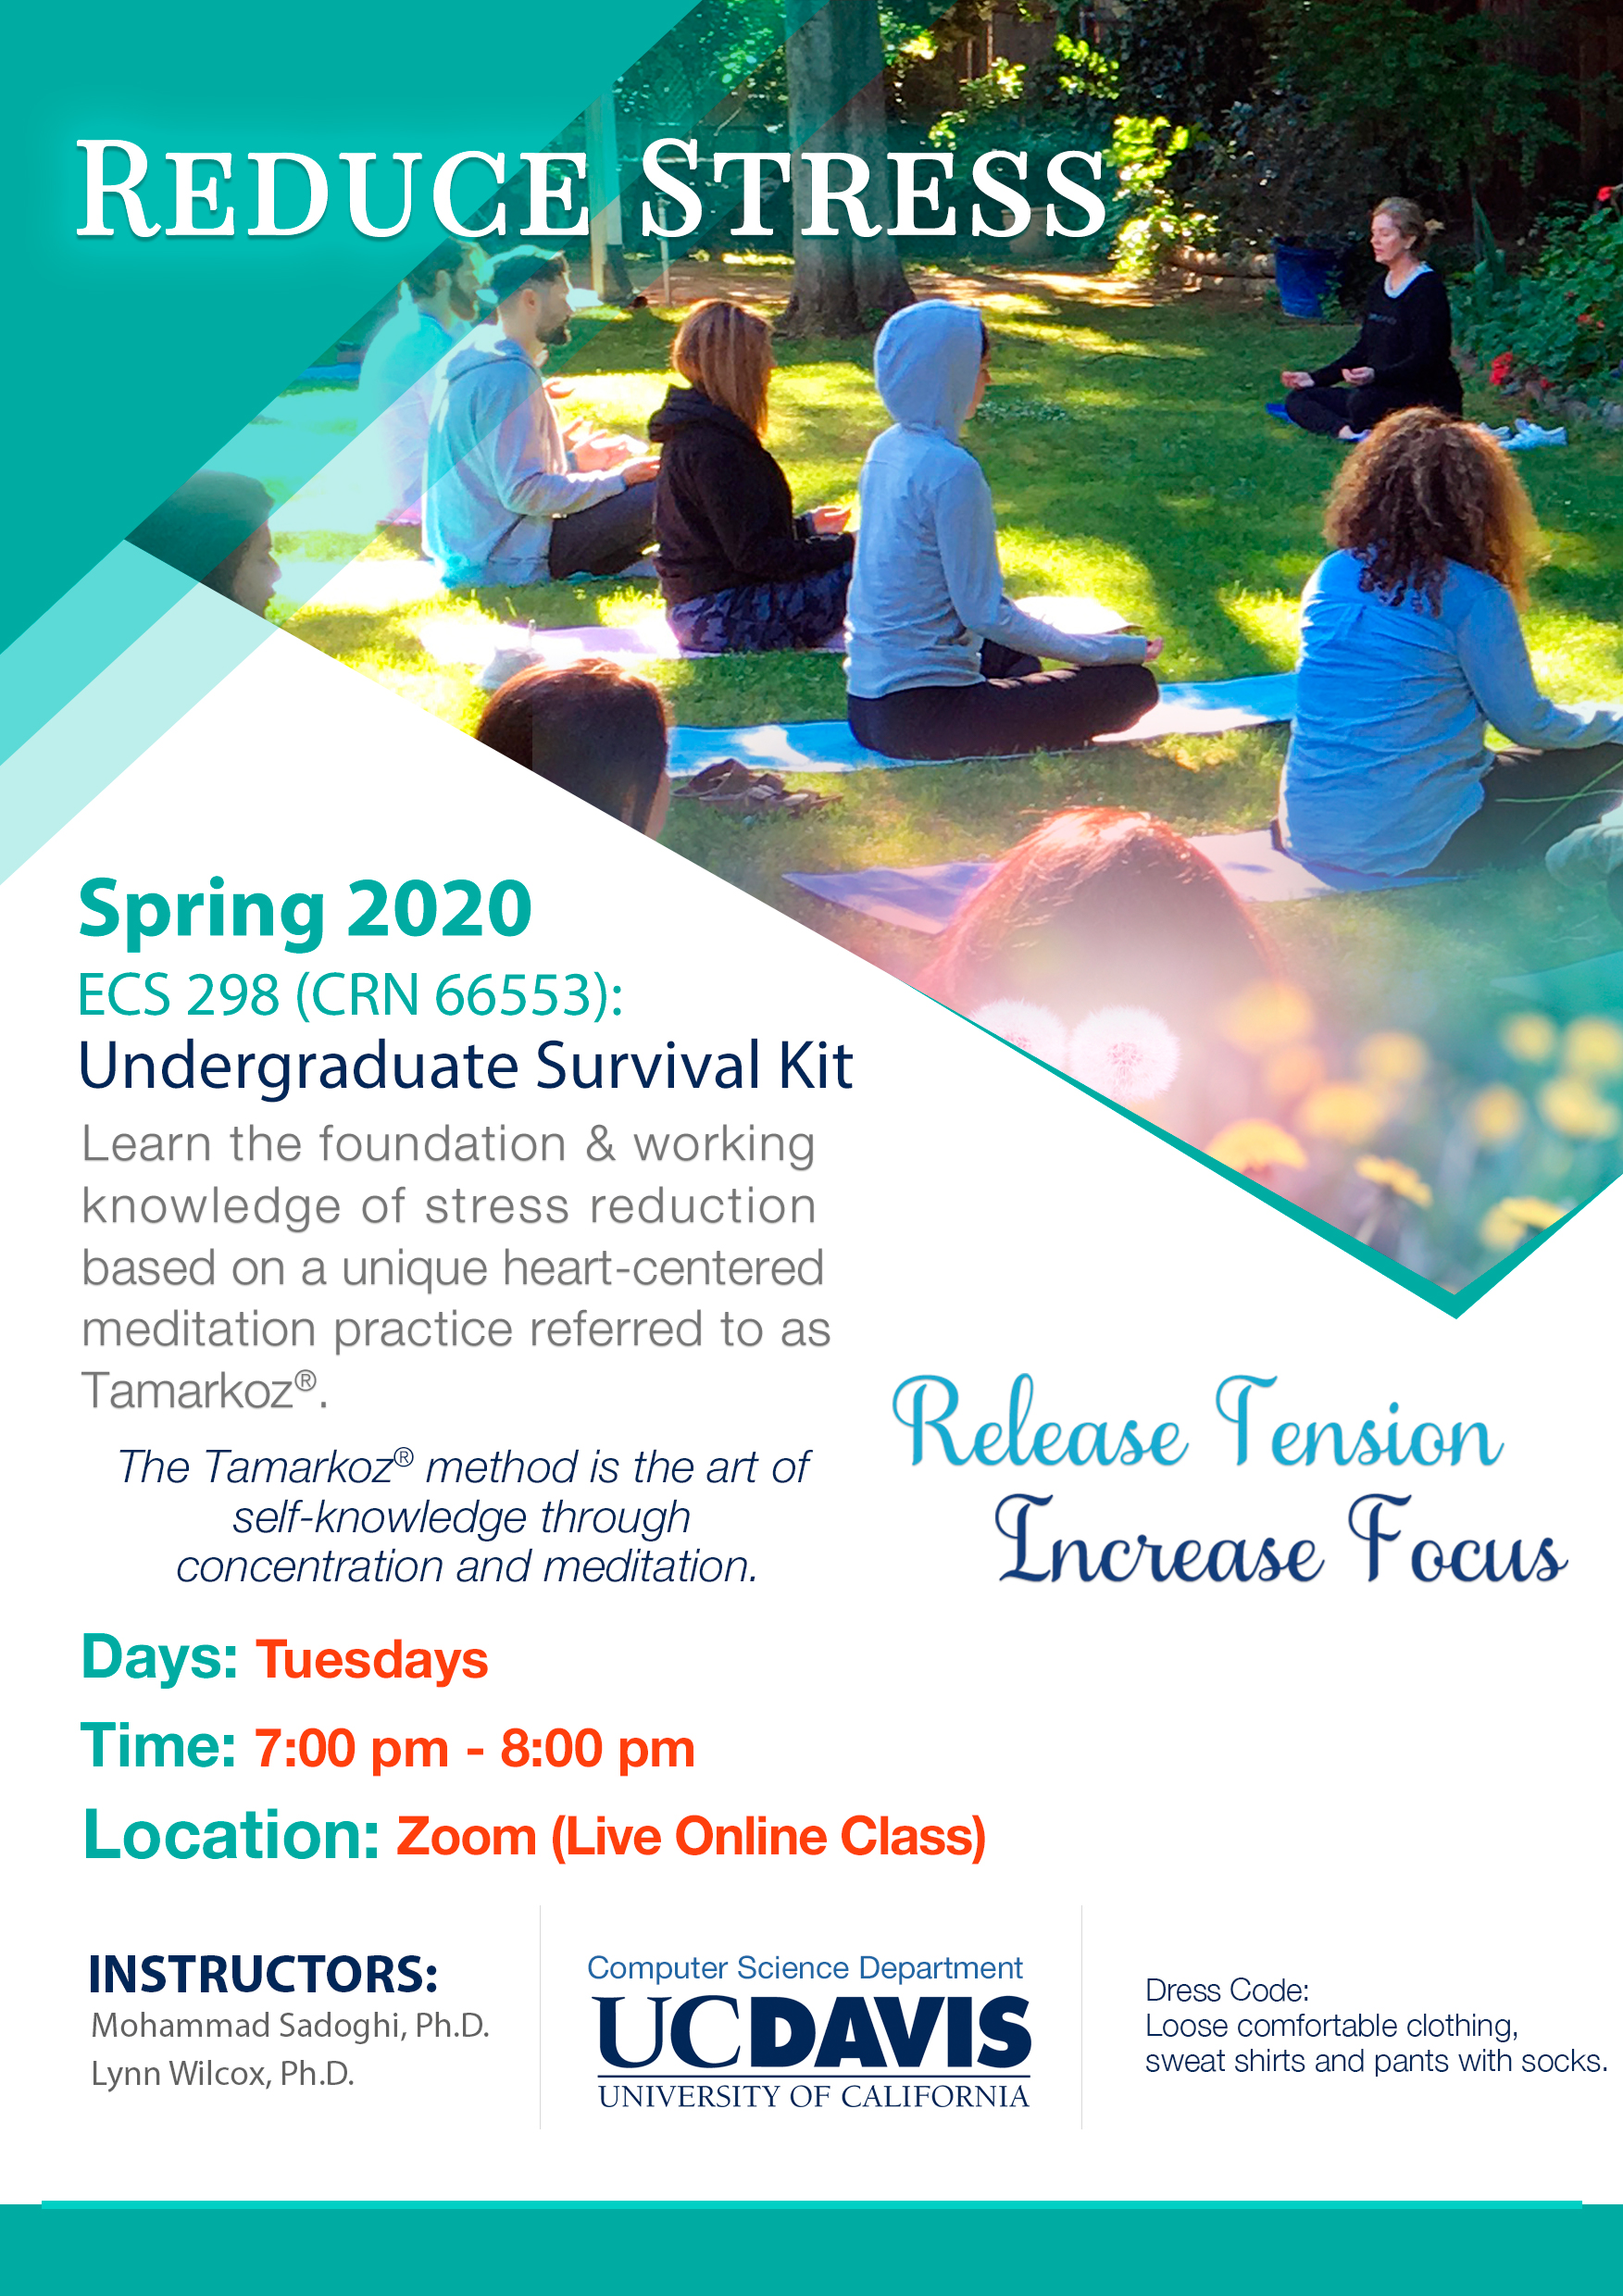 REDUCE STRESS
Spring 2020
ECS 298 (CRN 66553):
Undergraduate Survival Kit
Learn the foundation & working
knowledge of stress reduction
based on a unique heart-centered
meditation practice referred to as
Tamarkoz®.
The Tamarkoz® method is the art of
self-knowledge through
concentration and meditation.
Release Tension
Increase Focus
Days: Tuesdays
Time: 7:00 pm - 8:00 pm
Location: Zoom (Live Online Class)
INSTRUCTORS:
Mohammad Sadoghi, Ph.D.
Lynn Wilcox, Ph.D.
Computer Science Department
UCDAVIS
UNIVERSITY OF CALIFORNIA
Dress Code:
Loose comfortable clothing,
sweat shirts and pants with socks.